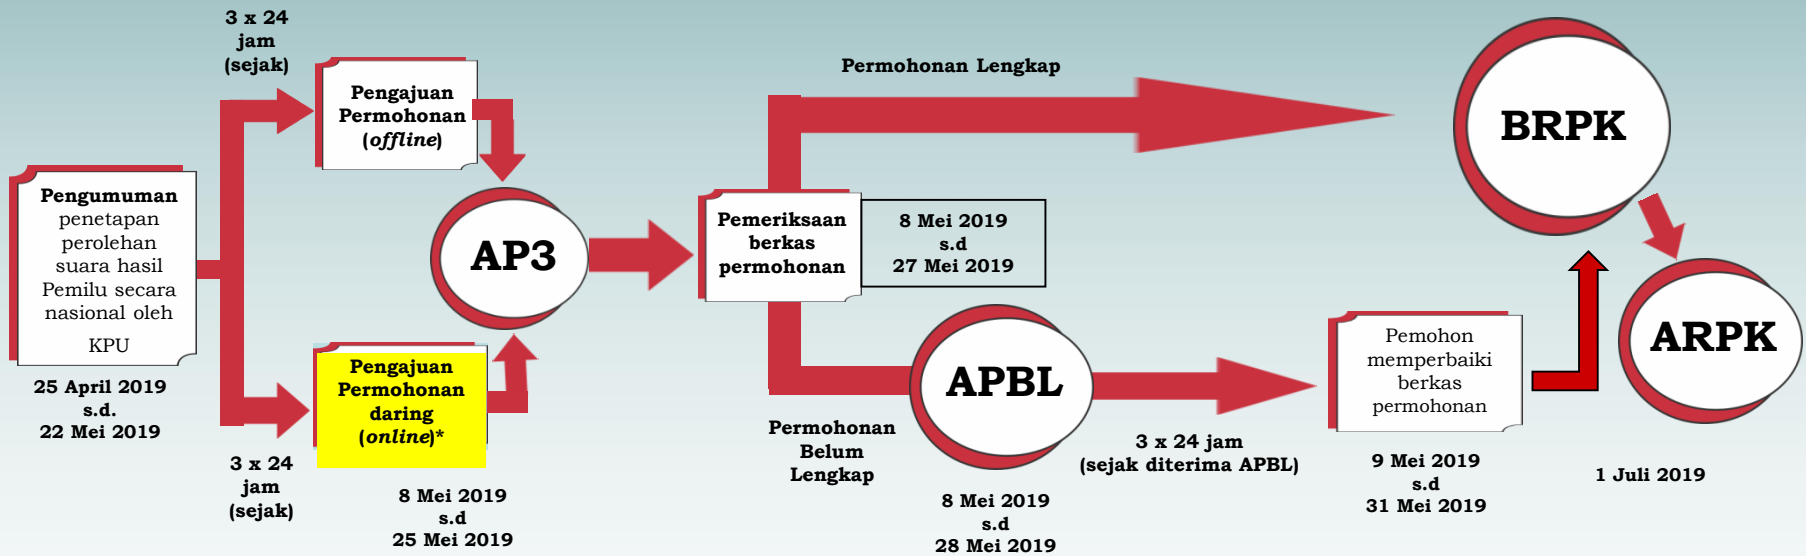 3 x 24
jam
(sejak)
Pengajuan
Permohonan
(offline)
Pengumuman
penetapan
perolehan
suara hasil
Pemilu secara
nasional oleh
KPU
25 April 2019
s.d.
22 Mei 2019
3 x 24
jam
(sejak)
Pengajuan
Permohonan
daring
(online)*
8 Mei 2019
s.d
25 Mei 2019
AP3
Pemeriksaan
berkas
permohonan
8 Mei 2019
s.d
27 Mei 2019
Permohonan Lengkap
BRPK
Permohonan
Belum
Lengkap
APBL
8 Mei 2019
s.d
28 Mei 2019
3 x 24 jam
(sejak diterima APBL)
Pemohon
memperbaiki
berkas
permohonan
9 Mei 2019
s.d
31 Mei 2019
ARPK
1 Juli 2019